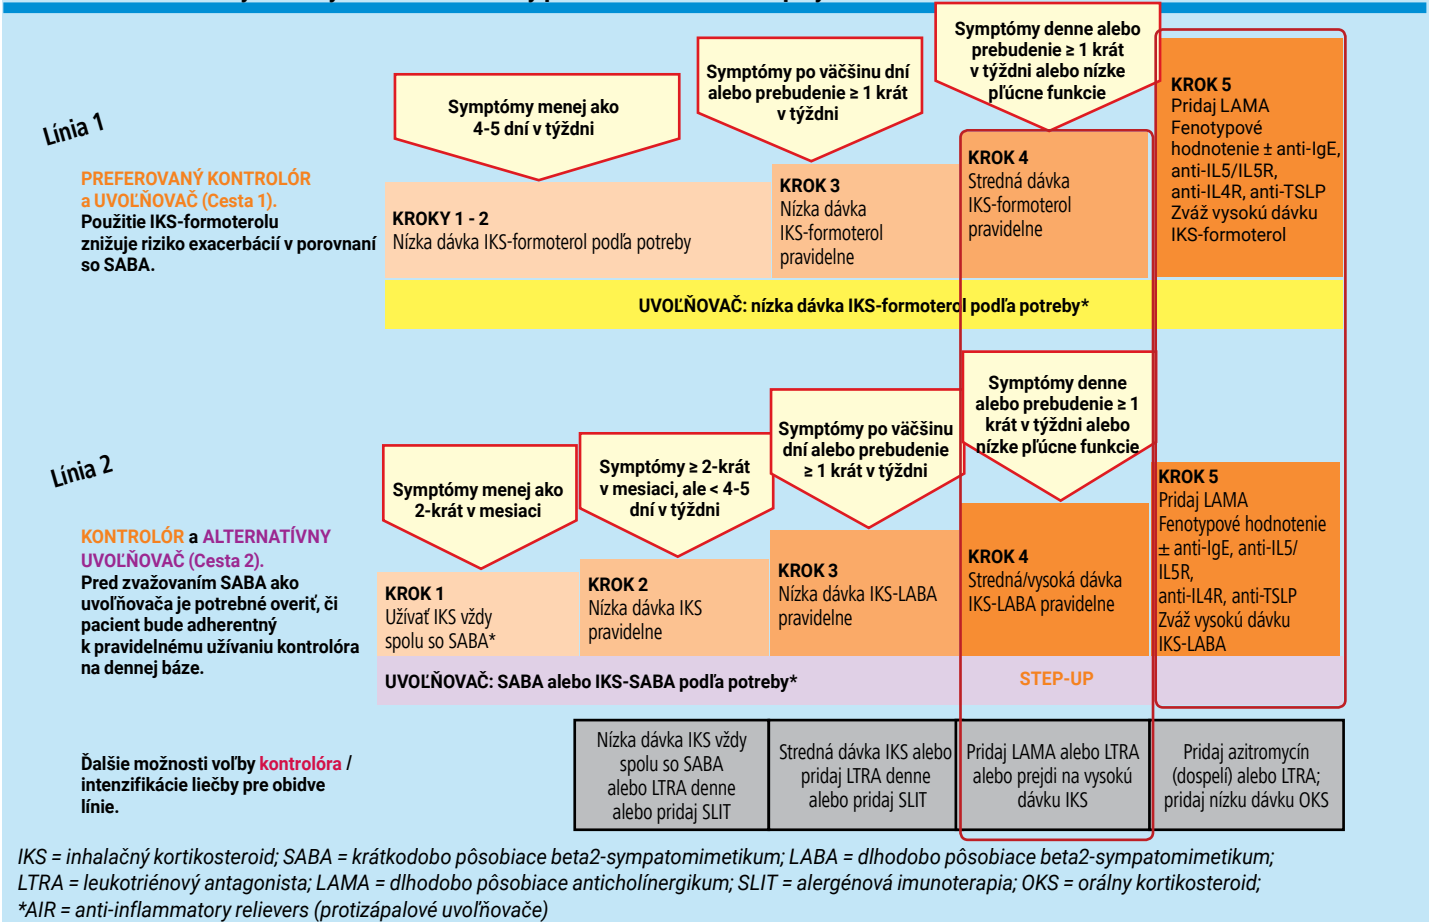 Línia 1
PREFEROVANÝ KONTROLÓR
a UVOĽŇOVAČ (Cesta 1).
Použitie IKS-formoterolu
znižuje riziko exacerbácií v porovnaní
so SABA.
Symptómy menej ako
4-5 dní v týždni
KROKY 1 - 2
Nízka dávka IKS-formoterol podľa potreby
Symptómy po väčšinu dní
alebo prebudenie ≥ 1 krát
v týždni
KROK 3
Nízka dávka
IKS-formoterol
pravidelne
Symptómy denne alebo
prebudenie ≥ 1 krát
v týždni alebo nízke
pľúcne funkcie
KROK 4
Stredná dávka
IKS-formoterol
pravidelne
KROK 5
Pridaj LAMA
Fenotypové
hodnotenie ± anti-IgE,
anti-IL5/IL5R,
anti-IL4R, anti-TSLP
Zváž vysokú dávku
IKS-formoterol
UVOĽŇOVAČ: nízka dávka IKS-formoterol podľa potreby*
Línia 2
KONTROLÓR a ALTERNATÍVNY
UVOĽŇOVAČ (Cesta 2).
Pred zvažovaním SABA ako
uvoľňovača je potrebné overiť, či
pacient bude adherentný
k pravidelnému užívaniu kontrolóra
na dennej báze.
Symptómy menej ako
2-krát v mesiaci
KROK 1
Užívať IKS vždy
spolu so SABA*
Symptómy ≥ 2-krát
v mesiaci, ale < 4-5
dní v týždni
KROK 2
Nízka dávka IKS
pravidelne
Symptómy po väčšinu
dní alebo prebudenie
≥ 1 krát v týždni
KROK 3
Nízka dávka IKS-LABA
pravidelne
Symptómy denne
alebo prebudenie ≥ 1
krát v týždni alebo
nízke pľúcne funkcie
KROK 4
Stredná/vysoká dávka
IKS-LABA pravidelne
KROK 5
Pridaj LAMA
Fenotypové hodnotenie
± anti-IgE, anti-IL5/
IL5R,
anti-IL4R, anti-TSLP
Zváž vysokú dávku
IKS-LABA
UVOĽŇOVAČ: SABA alebo IKS-SABA podľa potreby*
STEP-UP
Ďalšie možnosti voľby kontrolóra /
intenzifikácie liečby pre obidve
línie.
Nízka dávka IKS vždy
spolu so SABA
alebo LTRA denne
alebo pridaj SLIT
Stredná dávka IKS alebo
pridaj LTRA denne
alebo pridaj SLIT
Pridaj LAMA alebo LTRA
alebo prejdi na vysokú
dávku IKS
Pridaj azitromycín
(dospelí) alebo LTRA;
pridaj nízku dávku OKS
IKS = inhalačný kortikosteroid; SABA = krátkodobo pôsobiace beta2-sympatomimetikum; LABA = dlhodobo pôsobiace beta2-sympatomimetikum;
LTRA = leukotriénový antagonista; LAMA = dlhodobo pôsobiace anticholínergikum; SLIT = alergénová imunoterapia; OKS = orálny kortikosteroid;
*AIR = anti-inflammatory relievers (protizápalové uvoľňovače)